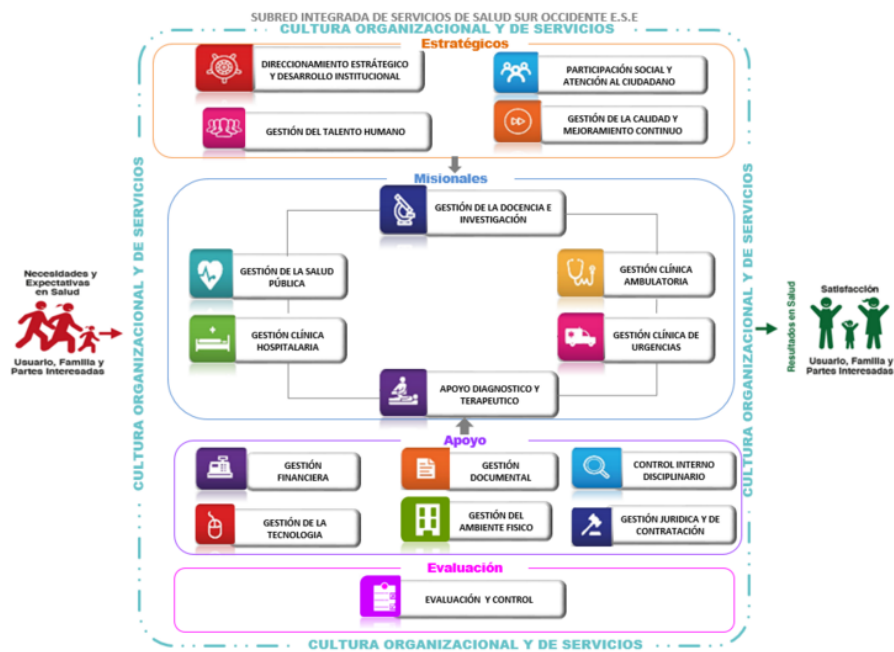 SUBRED INTEGRADA DE SERVICIOS DE SALUD SUR OCCIDENTE E.S.E
CULTURA ORGANIZACIONAL Y DE SERVICIOS
Estratégicos
DIRECCIONAMIENTO ESTRÁTEGICO
Y DESARROLLO INSTITUCIONAL
PARTICIPACIÓN SOCIAL Y
ATENCIÓN AL CIUDADANO
GESTIÓN DEL TALENTO HUMANO
GESTIÓN DE LA CALIDAD Y
MEJORAMIENTO CONTINUO
CULTURA ORGANIZACIONAL Y DE SERVICIOS
Misionales
GESTIÓN DE LA DOCENCIA E
INVESTIGACIÓN
GESTIÓN DE LA SALUD
PÚBLICA
GESTIÓN CLÍNICA
AMBULATORIA
GESTIÓN CLÍNICA
HOSPITALARIA
GESTIÓN CLÍNICA DE
URGENCIAS
APOYO DIAGNOSTICO Y
TERAPEUTICO
Necesidades y
Expectativas
en Salud
Usuario, Familia y
Partes Interesadas
CULTURA ORGANIZACIONAL Y DE SERVICIOS
Resultados en Salud
Satisfacción
Usuario, Familia y
Partes Interesadas
Apoyo
GESTIÓN
FINANCIERA
GESTIÓN
DOCUMENTAL
CONTROL INTERNO
DISCIPLINARIO
GESTIÓN DE LA
TECNOLOGIA
GESTIÓN DEL
AMBIENTE FISICO
GESTIÓN JURIDICA Y DE
CONTRATACIÓN
Evaluación
EVALUACIÓN Y CONTROL
CULTURA ORGANIZACIONAL Y DE SERVICIOS